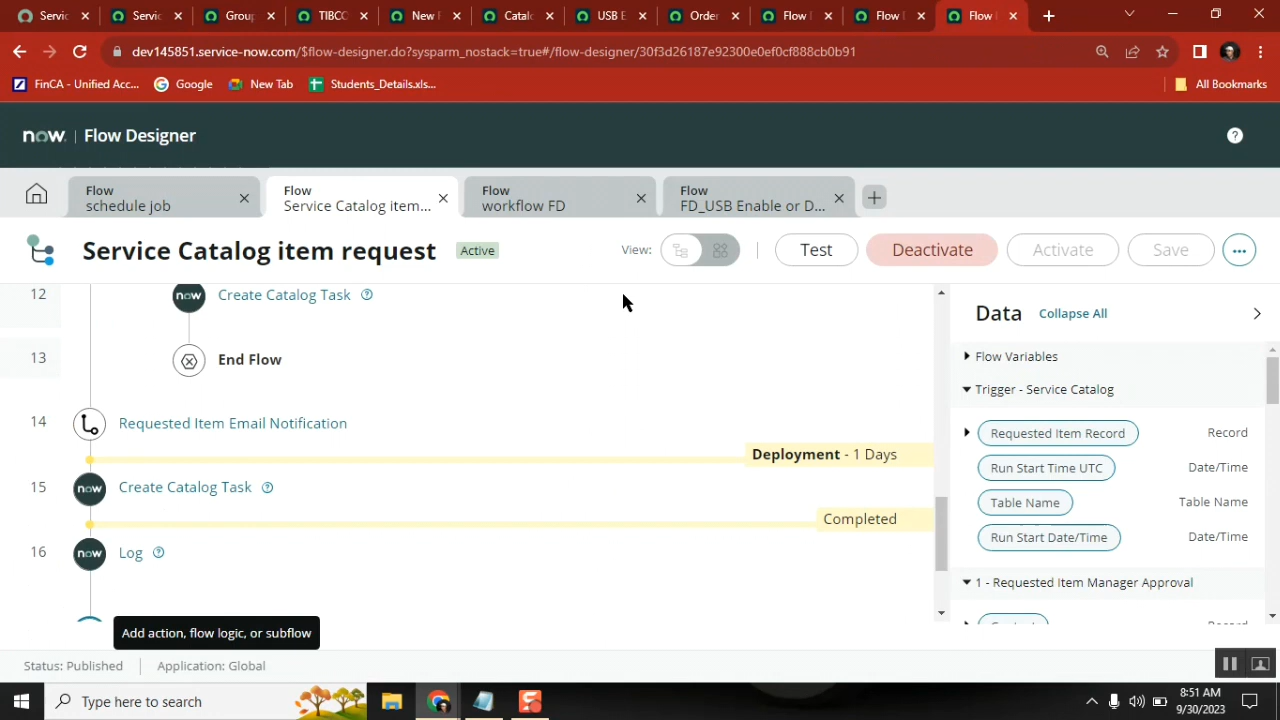 Servic
Servic
Group
TIBCO
New F
Catalo
USB E
Order
Flow I
Flow D
Flow I
dev145851.service-now.com/$flow-designer.do?sysparm_nostack=true#/flow-designer/30f3d26187e92300e0ef0cf888cb0b91
FinCA - Unified Acc... Google New Tab Students_Details.xls... All Bookmarks
now. Flow Designer
Flow
schedule job
Flow
Service Catalog item...
Flow
workflow FD
Flow
FD_USB Enable or D...
Service Catalog item request Active View: Test Deactivate Activate Save ...
12 now Create Catalog Task
13 End Flow
14 Requested Item Email Notification
Deployment - 1 Days
15 now Create Catalog Task
Completed
16 now Log
Add action, flow logic, or subflow
Data Collapse All
Flow Variables
Trigger - Service Catalog
Requested Item Record Record
Run Start Time UTC Date/Time
Table Name Table Name
Run Start Date/Time Date/Time
1 - Requested Item Manager Approval
Status: Published Application: Global
Type here to search
8:51 AM
9/30/2023